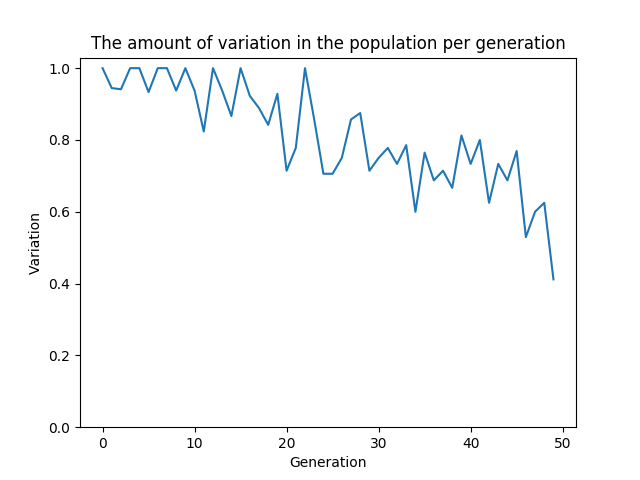 The amount of variation in the population per generation
1.0
0.8
0.6
0.4
0.2
0.0
Variation
0 10 20 30 40 50
Generation